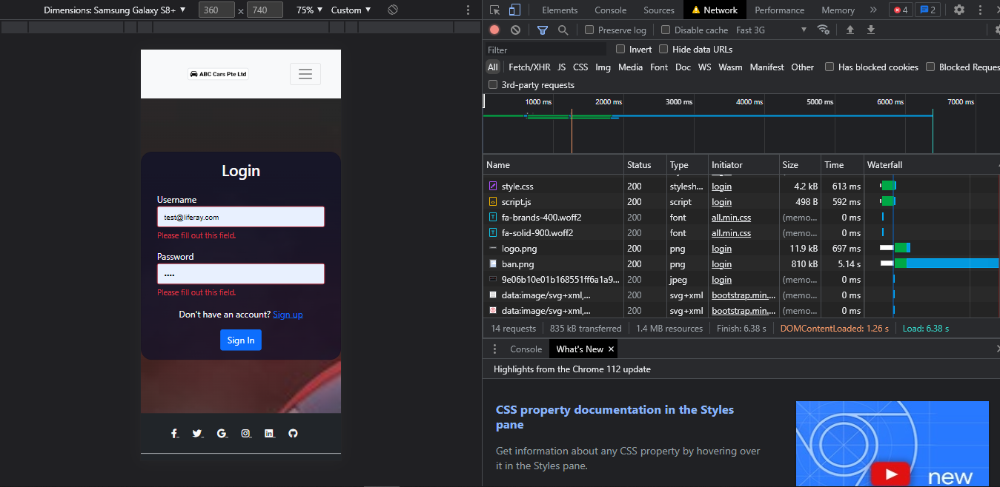 Dimensions: Samsung Galaxy S8+ ▼ 360 × 740 75% ▼ Custom ▼
ABC Cars Pte Ltd
Login
Username
test@liferay.com
Please fill out this field.
Password
••••
Please fill out this field.
Don't have an account? Sign up
Sign In
Elements Console Sources Network Performance Memory » 4 2
Preserve log Disable cache Fast 3G ▼
Filter Invert Hide data URLs
All Fetch/XHR JS CSS Img Media Font Doc WS Wasm Manifest Other Has blocked cookies Blocked Reques
3rd-party requests
1000 ms 2000 ms 3000 ms 4000 ms 5000 ms 6000 ms 7000 ms
Name Status Type Initiator Size Time Waterfall
style.css 200 stylesh... login 4.2 kB 613 ms
script.js 200 script login 498 B 592 ms
fa-brands-400.woff2 200 font all.min.css (memo... 0 ms
fa-solid-900.woff2 200 font all.min.css (memo... 0 ms
logo.png 200 png login 11.9 kB 697 ms
ban.png 200 png login 810 kB 5.14 s
9e06b10e01b168551ff6a1a9... 200 jpeg login (memo... 0 ms
data:image/svg+xml,... 200 svg+xml bootstrap.min.... (memo... 0 ms
data:image/svg+xml,... 200 svg+xml bootstrap.min.... (memo... 0 ms
14 requests 835 kB transferred 1.4 MB resources Finish: 6.38 s DOMContentLoaded: 1.26 s Load: 6.38 s
Console What's New ×
Highlights from the Chrome 112 update
CSS property documentation in the Styles
pane
Get information about any CSS property by hovering over
it in the Styles pane.
new